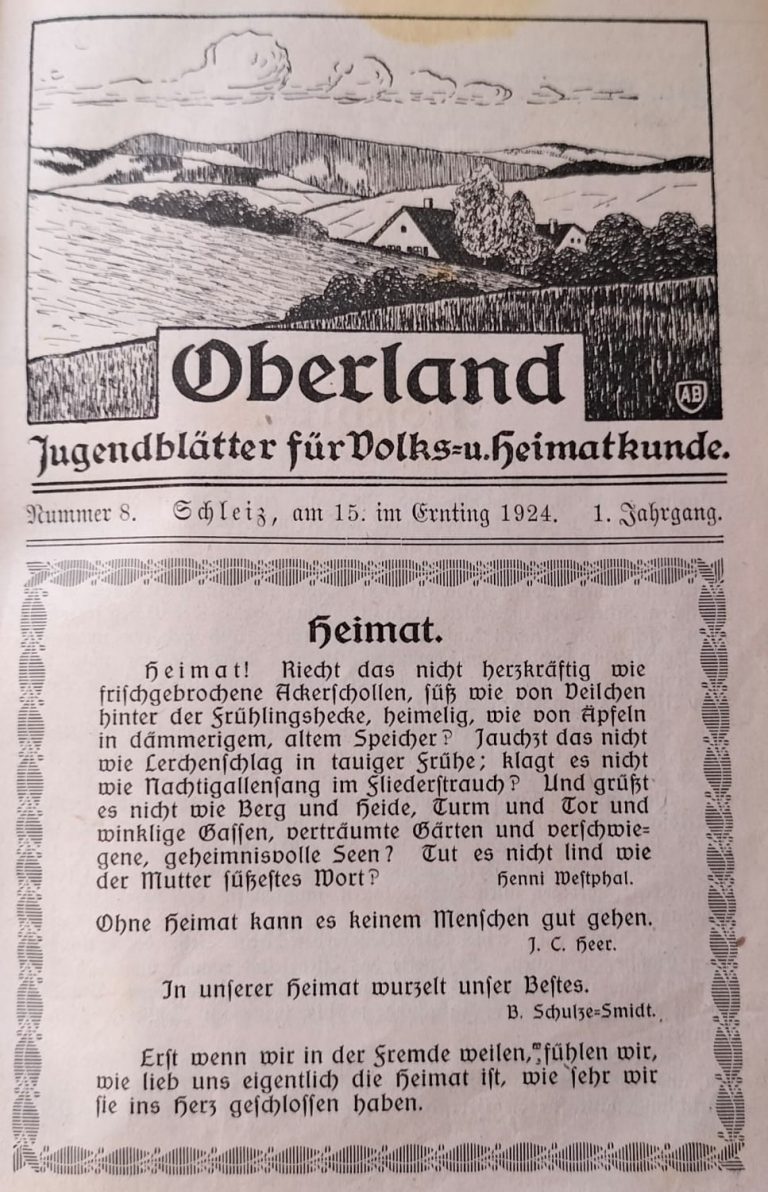 AB
Oberland
Jugendblätter für Volks=u. Heimatkunde.
Nummer 8. Schleiz, am 15. im Ernting 1924. 1. Jahrgang.
Heimat.
Heimat! Riecht das nicht herzkräftig wie
frischgebrochene Ackerschollen, süß wie von Veilchen
hinter der Frühlingshecke, heimelig, wie von Äpfeln
in dämmerigem, altem Speicher? Jauchzt das nicht
wie Lerchenschlag in tauiger Frühe; klagt es nicht
wie Nachtigallensang im Fliederstrauch? Und grüßt
es nicht wie Berg und Heide, Turm und Tor und
winklige Gassen, verträumte Gärten und verschwie=
gene, geheimnisvolle Seen? Tut es nicht lind wie
der Mutter süßestes Wort? Henni Westphal.
Ohne Heimat kann es keinem Menschen gut gehen.
J. C. Heer.
In unserer Heimat wurzelt unser Bestes.
B. Schulze=Smidt.
Erst wenn wir in der Fremde weilen, fühlen wir,
wie lieb uns eigentlich die Heimat ist, wie sehr wir
sie ins Herz geschlossen haben.